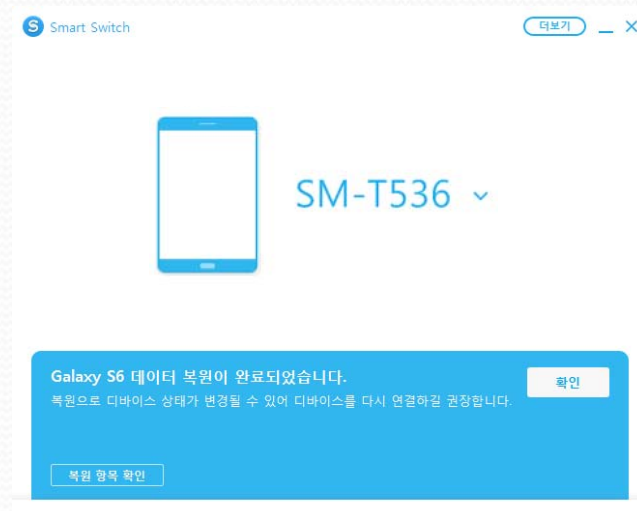 S Smart Switch
더보기
SM-T536
Galaxy S6 데이터 복원이 완료되었습니다.
확인
복원으로 디바이스 상태가 변경될 수 있어 디바이스를 다시 연결하길 권장합니다.
복원 항목 확인